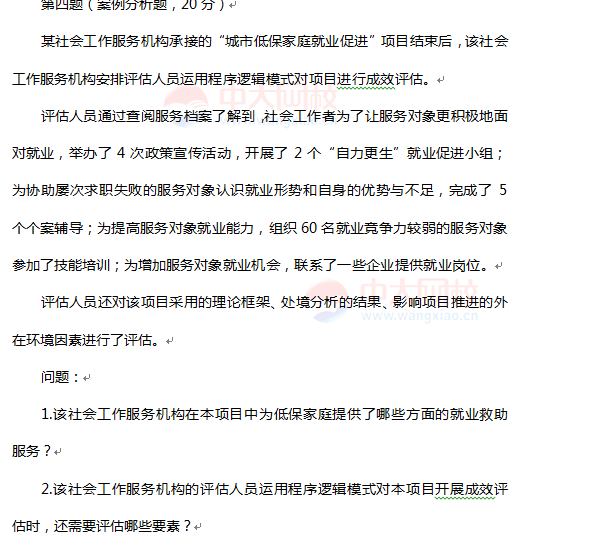 第四题（案例分析题，20 分）
某社会工作服务机构承接的“城市低保家庭就业促进”项目结束后，该社会
工作服务机构安排评估人员运用程序逻辑模式对项目进行成效评估。
评估人员通过查阅服务档案了解到，社会工作者为了让服务对象更积极地面
对就业，举办了 4 次政策宣传活动，开展了 2 个“自力更生”就业促进小组；
为协助屡次求职失败的服务对象认识就业形势和自身的优势与不足，完成了 5
个个案辅导；为提高服务对象就业能力，组织 60 名就业竞争力较弱的服务对象
参加了技能培训；为增加服务对象就业机会，联系了一些企业提供就业岗位。
评估人员还对该项目采用的理论框架、处境分析的结果、影响项目推进的外
在环境因素进行了评估。
问题：
1.该社会工作服务机构在本项目中为低保家庭提供了哪些方面的就业救助
服务？
2.该社会工作服务机构的评估人员运用程序逻辑模式对本项目开展成效评
估时，还需要评估哪些要素？
中大网校
中大网校
www.wangxiao.cn